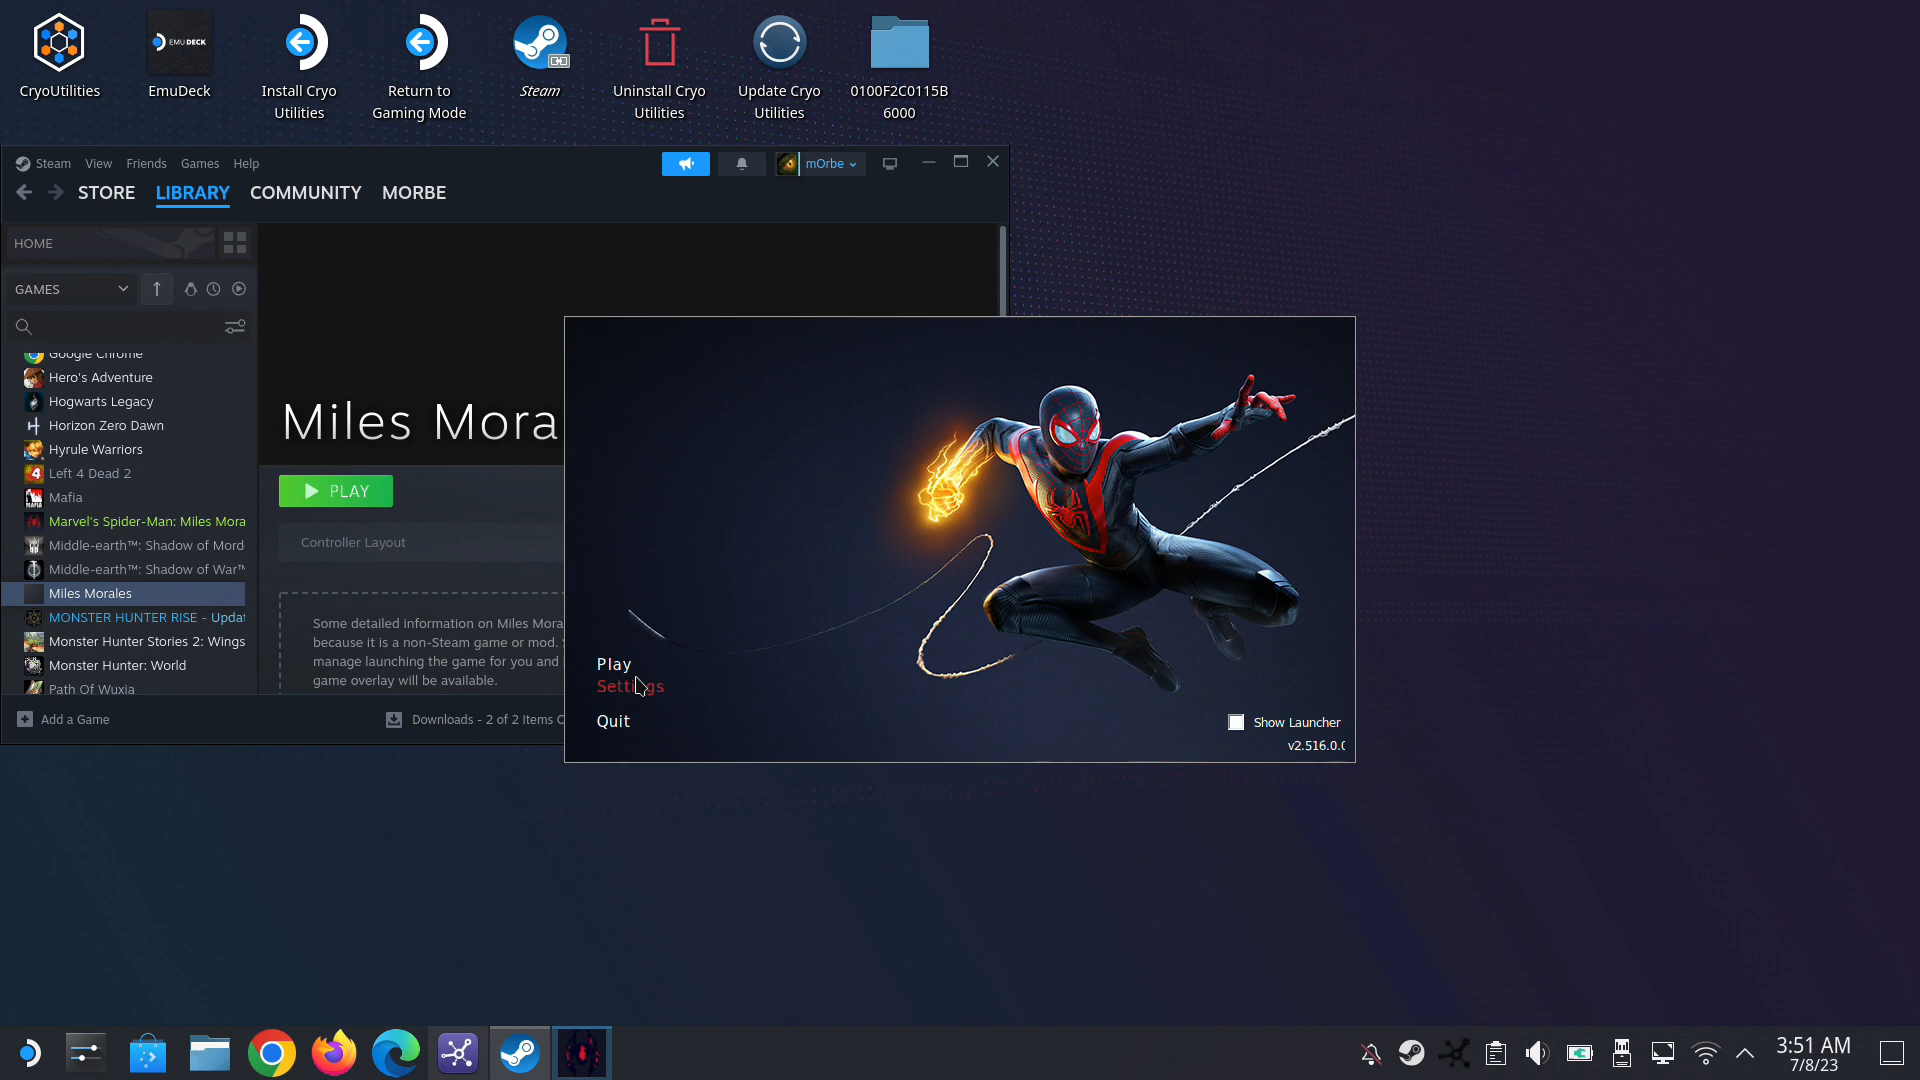 CryoUtilities
EMUDECK
EmuDeck
Install Cryo
Utilities
Return to
Gaming Mode
Steam
Uninstall Cryo
Utilities
Update Cryo
Utilities
0100F2C0115B
6000
Steam View Friends Games Help
mOrbe
STORE LIBRARY COMMUNITY MORBE
HOME
GAMES
Google Chrome
Hero's Adventure
Hogwarts Legacy
Horizon Zero Dawn
Hyrule Warriors
Left 4 Dead 2
Mafia
Marvel's Spider-Man: Miles Mora
Middle-earth™: Shadow of Mord
Middle-earth™: Shadow of War™
Miles Morales
MONSTER HUNTER RISE - Updat
Monster Hunter Stories 2: Wings
Monster Hunter: World
Path Of Wuxia
Add a Game
Miles Mora
PLAY
Controller Layout
Some detailed information on Miles Mora
because it is a non-Steam game or mod.
manage launching the game for you and
game overlay will be available.
Downloads - 2 of 2 Items C
Play
Settings
Quit
Show Launcher
v2.516.0.0
3:51 AM
7/8/23